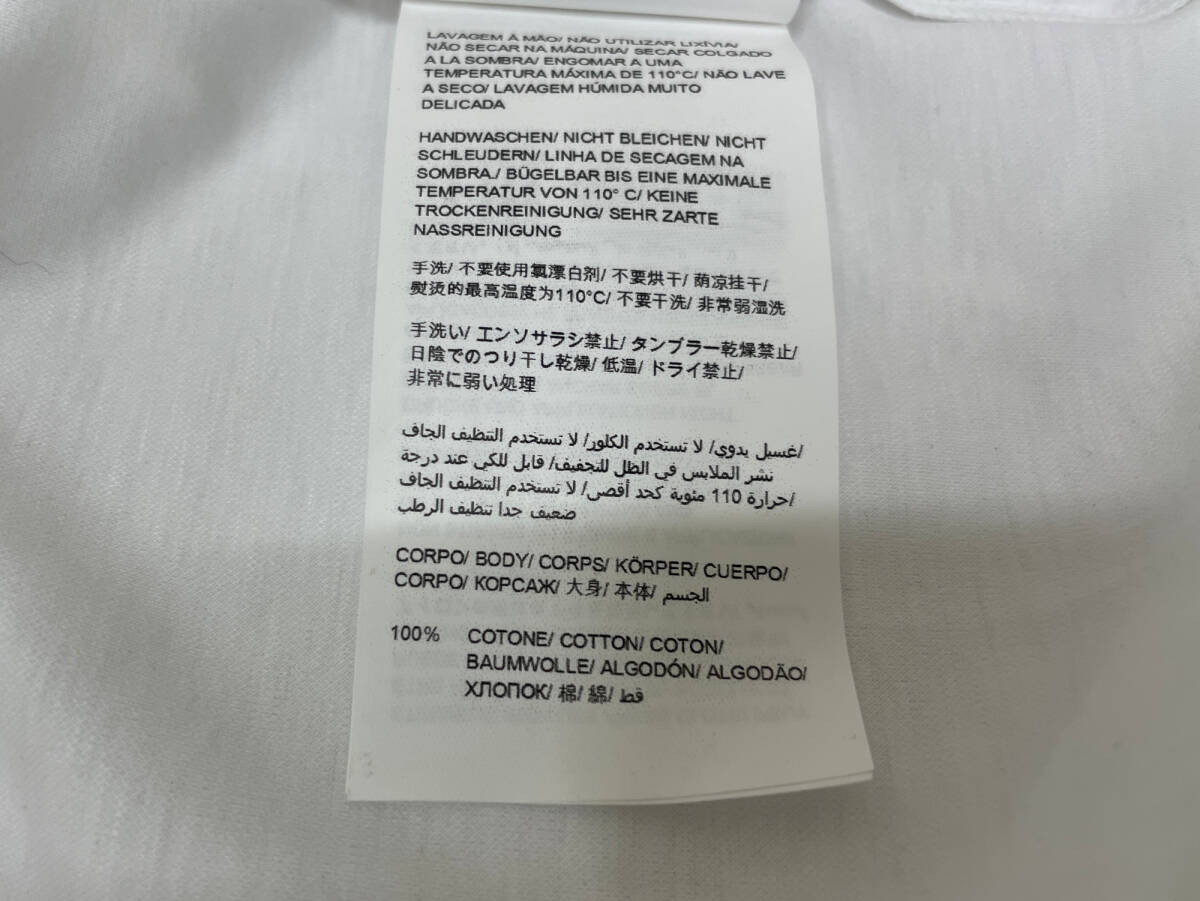 LAVAGEM À MÃO/ NÃO UTILIZAR LIXÍVIA/
NÃO SECAR NA MÁQUINA/ SECAR COLGADO
A LA SOMBRA/ ENGOMAR A UMA
TEMPERATURA MÁXIMA DE 110°C/ NÃO LAVE
A SECO/ LAVAGEM HÚMIDA MUITO
DELICADA
HANDWASCHEN/ NICHT BLEICHEN/ NICHT
SCHLEUDERN/ LINHA DE SECAGEM NA
SOMBRA./ BÜGELBAR BIS EINE MAXIMALE
TEMPERATUR VON 110° C/ KEINE
TROCKENREINIGUNG/ SEHR ZARTE
NASSREINIGUNG
手洗/ 不要使用氯漂白剂/ 不要烘干/ 荫凉挂干/
熨烫的最高温度为110°C/ 不要干洗/ 非常弱湿洗
手洗い/ エンソサラシ禁止/ タンブラー乾燥禁止/
日陰でのつり干し乾燥/ 低温/ ドライ禁止/
非常に弱い処理
/غسيل يدوي/ لا تستخدم الكلور/ لا تستخدم التنظيف الجاف
نشر الملابس في الظل للتجفيف/ قابل للكي عند درجة
/حرارة 110 مئوية كحد أقصى/ لا تستخدم التنظيف الجاف
ضعيف جدا تنظيف الرطب
CORPO/ BODY/ CORPS/ KÖRPER/ CUERPO/
CORPO/ КОРСАЖ/ 大身/ 本体/ الجسم
100% COTONE/ COTTON/ COTON/
BAUMWOLLE/ ALGODÓN/ ALGODÃO/
ХЛОПОК/ 棉/ 綿/ قط